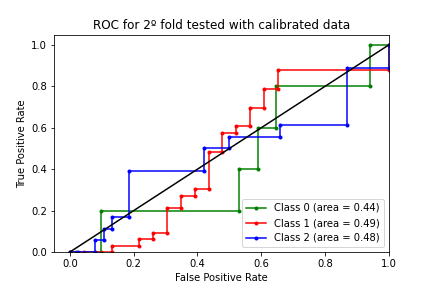 ROC for 2º fold tested with calibrated data
True Positive Rate
1.0
0.8
0.6
0.4
0.2
0.0
Class 0 (area = 0.44)
Class 1 (area = 0.49)
Class 2 (area = 0.48)
0.0 0.2 0.4 0.6 0.8 1.0
False Positive Rate